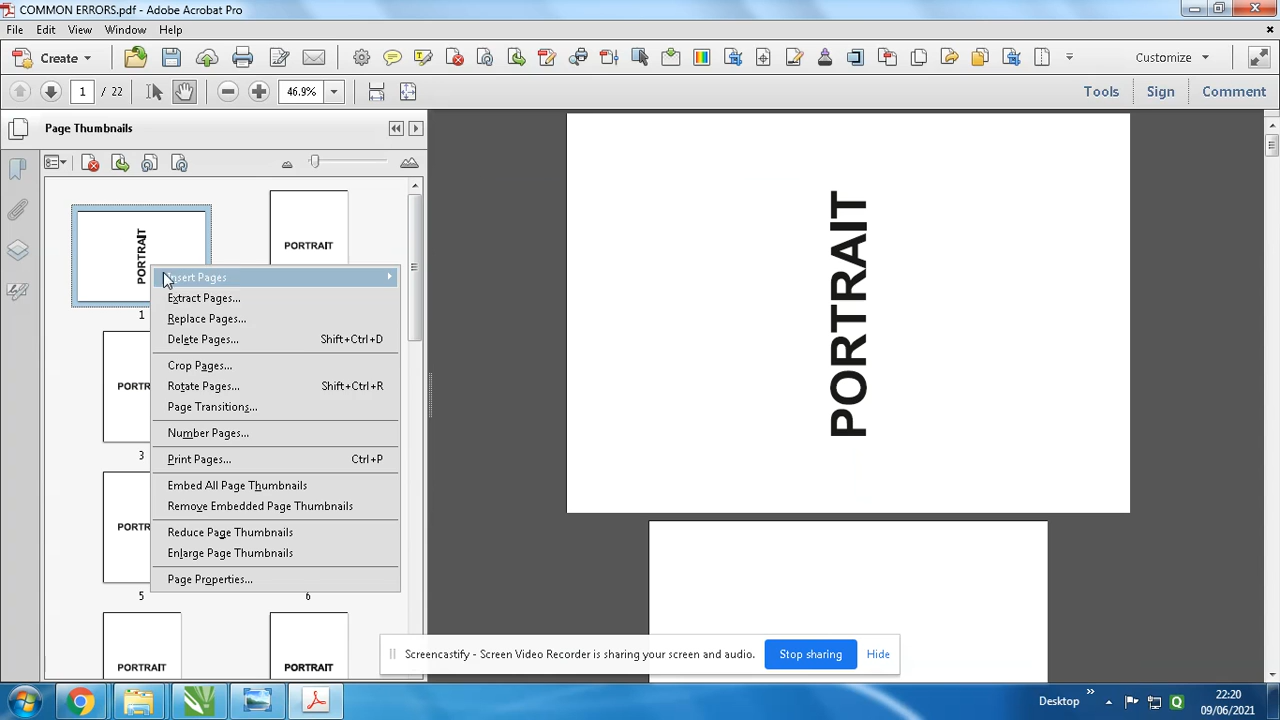 COMMON ERRORS.pdf - Adobe Acrobat Pro
File Edit View Window Help
Create Customize
1 / 22 46.9% Tools Sign Comment
Page Thumbnails
PORTRAIT
PORTRAIT
1
Insert Pages
Extract Pages...
Replace Pages...
Delete Pages... Shift+Ctrl+D
Crop Pages...
Rotate Pages... Shift+Ctrl+R
Page Transitions...
Number Pages...
Print Pages... Ctrl+P
Embed All Page Thumbnails
Remove Embedded Page Thumbnails
Reduce Page Thumbnails
Enlarge Page Thumbnails
Page Properties...
PORT
3
PORT
5 6
PORTRAIT PORTRAIT
PORTRAIT
Screencastify - Screen Video Recorder is sharing your screen and audio. Stop sharing Hide
Desktop 22:20
09/06/2021